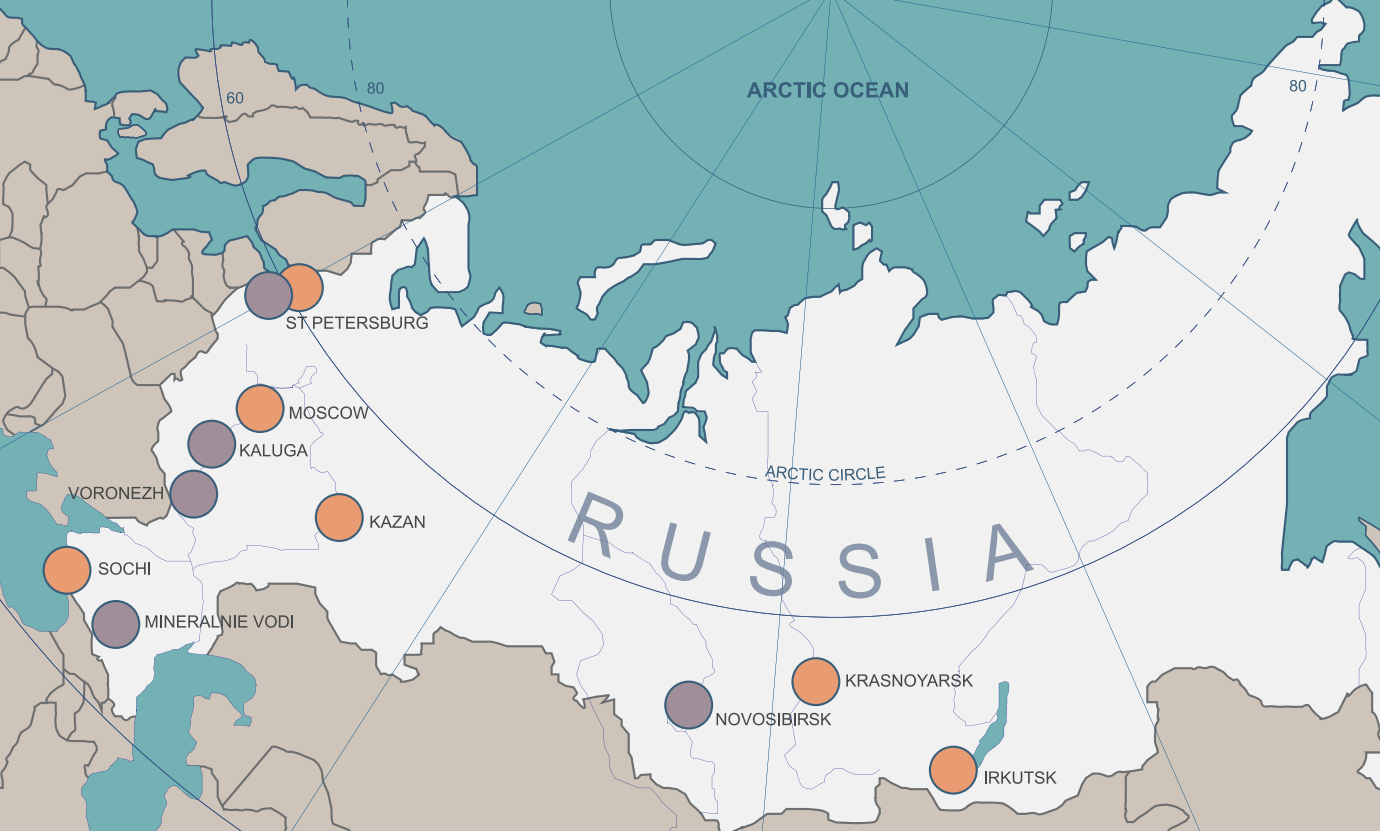 80
60
ARCTIC OCEAN
80
ST PETERSBURG
MOSCOW
KALUGA
ARCTIC CIRCLE
VORONEZH
KAZAN
RUSSIA
SOCHI
MINERALNIE VODI
KRASNOYARSK
NOVOSIBIRSK
IRKUTSK